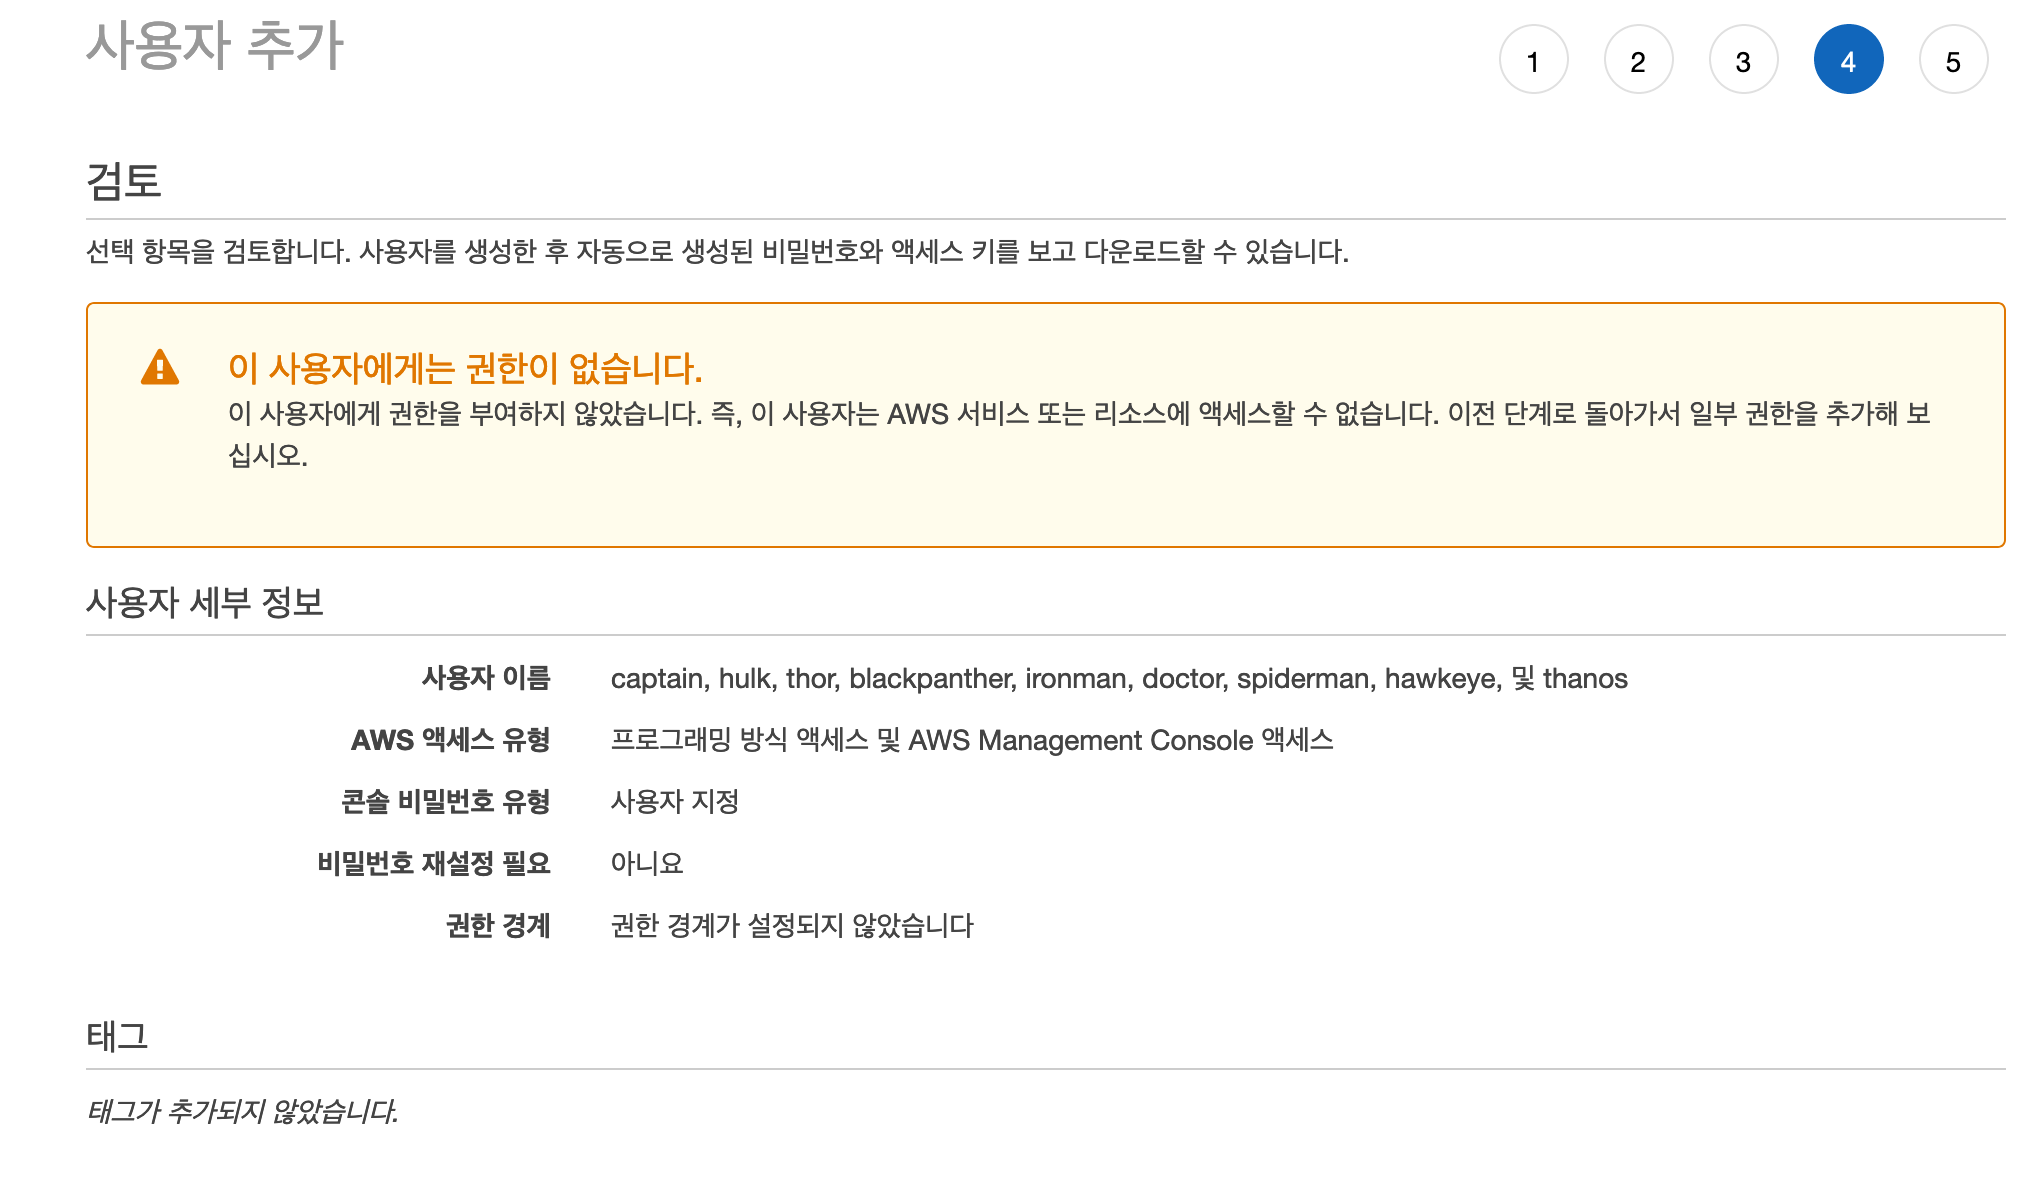 사용자 추가
1 2 3 4 5
검토
선택 항목을 검토합니다. 사용자를 생성한 후 자동으로 생성된 비밀번호와 액세스 키를 보고 다운로드할 수 있습니다.
이 사용자에게는 권한이 없습니다.
이 사용자에게 권한을 부여하지 않았습니다. 즉, 이 사용자는 AWS 서비스 또는 리소스에 액세스할 수 없습니다. 이전 단계로 돌아가서 일부 권한을 추가해 보
십시오.
사용자 세부 정보
사용자 이름 captain, hulk, thor, blackpanther, ironman, doctor, spiderman, hawkeye, 및 thanos
AWS 액세스 유형 프로그래밍 방식 액세스 및 AWS Management Console 액세스
콘솔 비밀번호 유형 사용자 지정
비밀번호 재설정 필요 아니요
권한 경계 권한 경계가 설정되지 않았습니다
태그
태그가 추가되지 않았습니다.